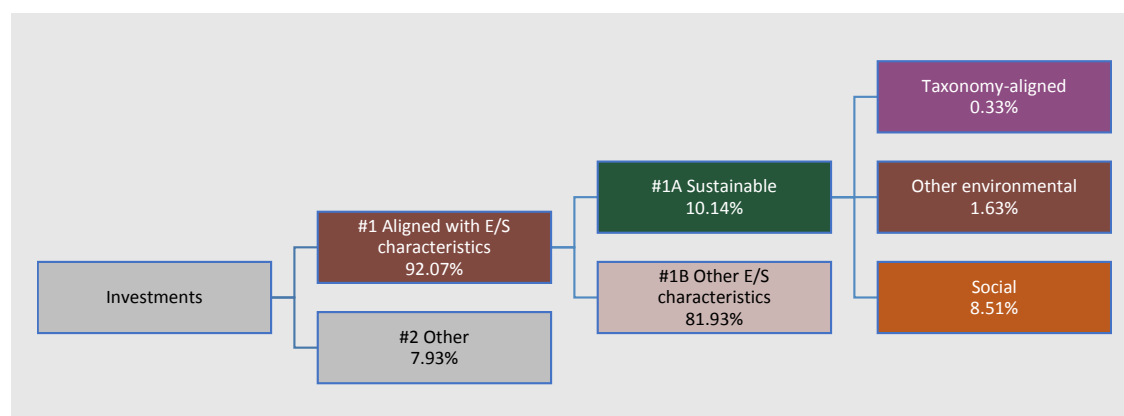 Investments
#1 Aligned with E/S
characteristics
92.07%
#2 Other
7.93%
#1A Sustainable
10.14%
#1B Other E/S
characteristics
81.93%
Taxonomy-aligned
0.33%
Other environmental
1.63%
Social
8.51%